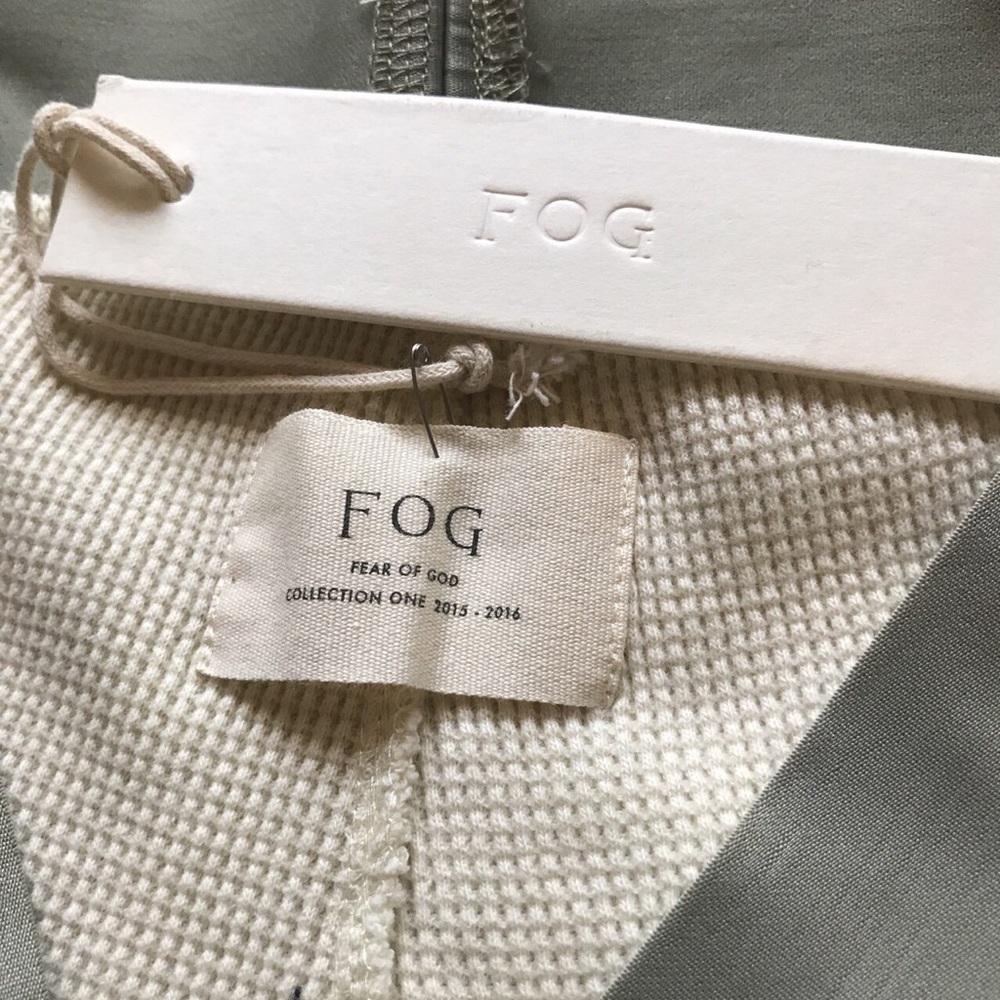 FOG
FOG
FEAR OF GOD
COLLECTION ONE 2015 - 2016